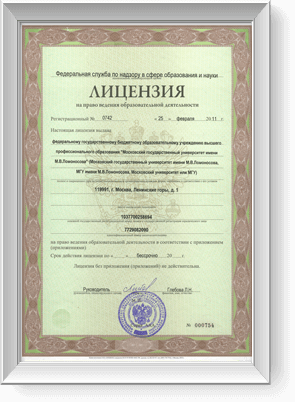 Федеральная служба по надзору в сфере образования и науки
ЛИЦЕНЗИЯ
на право ведения образовательной деятельности
Регистрационный № 0742 « 25 » февраля 20 11 г.
Настоящая лицензия выдана
Федеральному государственному бюджетному образовательному учреждению высшего
профессионального образования "Московский государственный университет имени
М.В.Ломоносова" (Московский государственный университет имени М.В.Ломоносова,
МГУ имени М.В.Ломоносова, Московский университет или МГУ)
119991, г. Москва, Ленинские горы, д. 1
1037700258694
7729082090
на право ведения образовательной деятельности в соответствии с приложением
(приложениями)
Срок действия лицензии по « бессрочно 20 г.
Лицензия без приложения (приложений) не действительна.
Руководитель Глебова Л.Н.
№ 000754